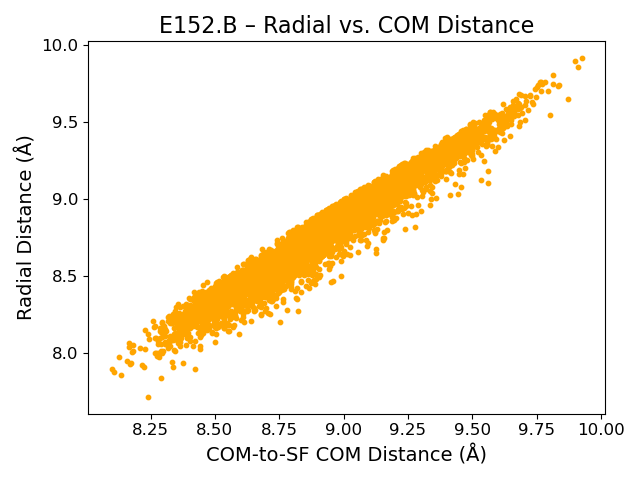 E152.B – Radial vs. COM Distance
Radial Distance (Å)
10.0
9.5
9.0
8.5
8.0
8.25 8.50 8.75 9.00 9.25 9.50 9.75 10.00
COM-to-SF COM Distance (Å)